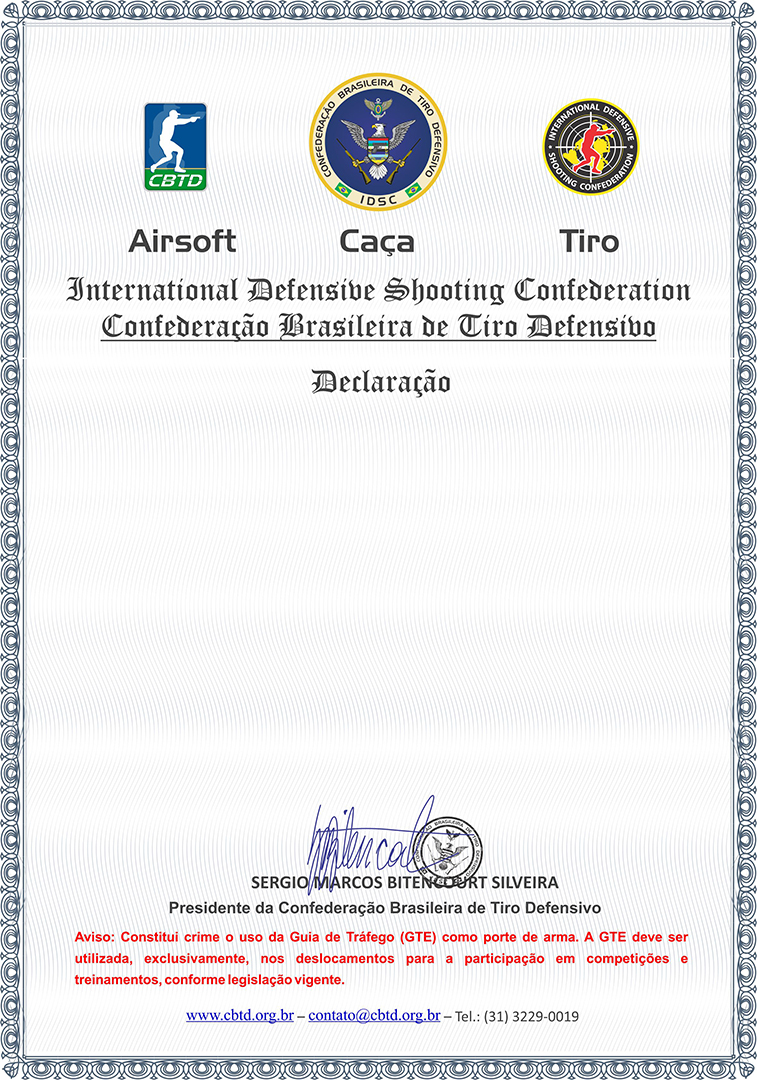 CBTD
CONFEDERAÇÃO BRASILEIRA DE TIRO DEFENSIVO
IDSC
INTERNATIONAL DEFENSIVE
SHOOTING CONFEDERATION
Airsoft Caça Tiro
International Defensive Shooting Confederation
Confederação Brasileira de Tiro Defensivo
Declaração
SERGIO MARCOS BITENCOURT SILVEIRA
Presidente da Confederação Brasileira de Tiro Defensivo
Aviso: Constitui crime o uso da Guia de Tráfego (GTE) como porte de arma. A GTE deve ser
utilizada, exclusivamente, nos deslocamentos para a participação em competições e
treinamentos, conforme legislação vigente.
www.cbtd.org.br – contato@cbtd.org.br – Tel.: (31) 3229-0019